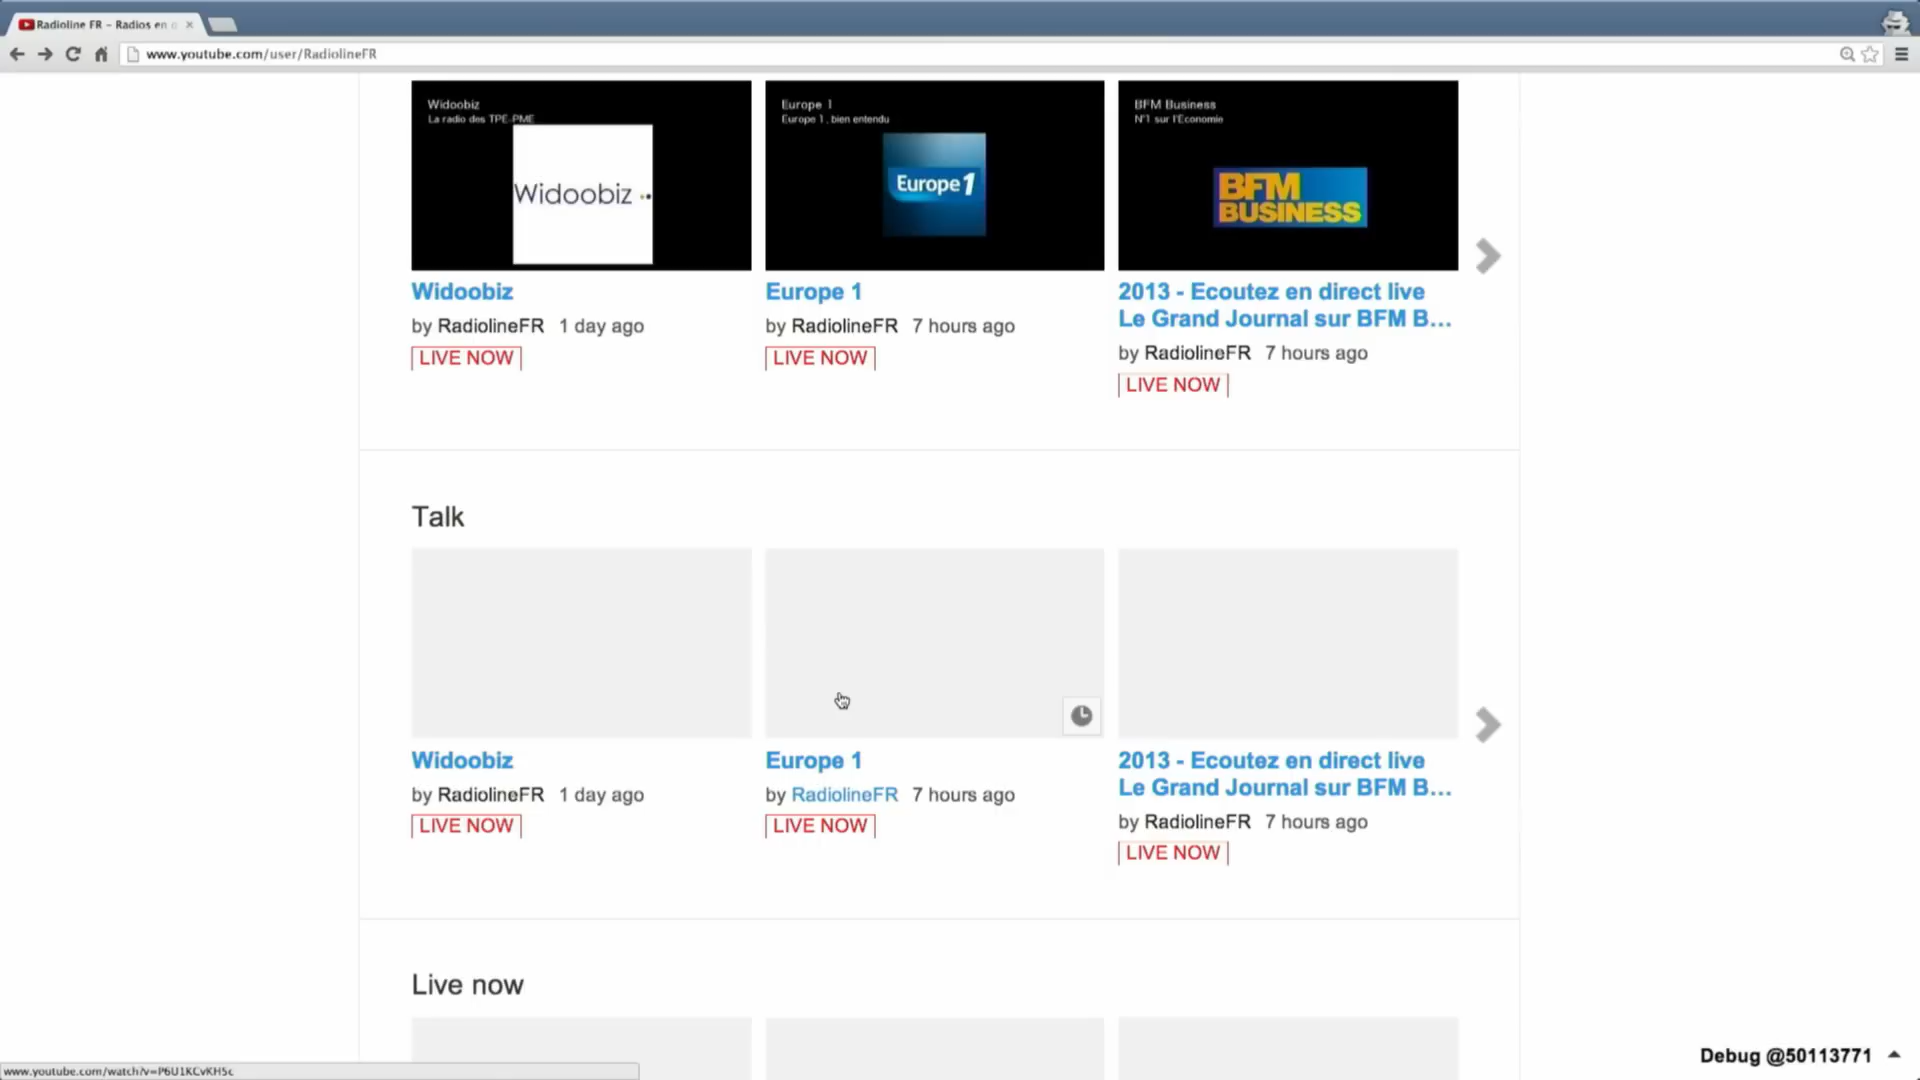 Radioline FR - Radios en
www.youtube.com/user/RadiolineFR
Widoobiz
La radio des TPE-PME
Widoobiz
Europe 1
Europe 1, bien entendu
Europe 1
BFM Business
N°1 sur l'Economie
BFM
BUSINESS
Widoobiz
by RadiolineFR 1 day ago
LIVE NOW
Europe 1
by RadiolineFR 7 hours ago
LIVE NOW
2013 - Ecoutez en direct live
Le Grand Journal sur BFM B...
by RadiolineFR 7 hours ago
LIVE NOW
Talk
Widoobiz
by RadiolineFR 1 day ago
LIVE NOW
Europe 1
by RadiolineFR 7 hours ago
LIVE NOW
2013 - Ecoutez en direct live
Le Grand Journal sur BFM B...
by RadiolineFR 7 hours ago
LIVE NOW
Live now
Debug @50113771
www.youtube.com/watch?v=P6U1KCvKHSc